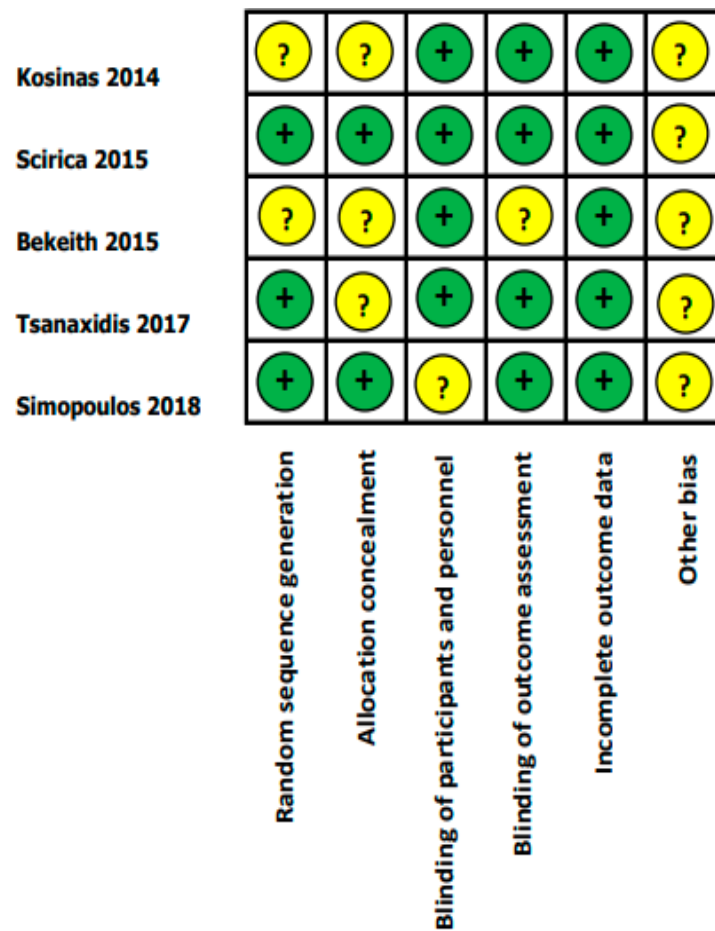 Kosinas 2014
? ? + + + ?
Scirica 2015
+ + + + + ?
Bekeith 2015
? ? + ? + ?
Tsanaxidis 2017
+ ? + + + ?
Simopoulos 2018
+ + ? + + ?
Random sequence generation
Allocation concealment
Blinding of participants and personnel
Blinding of outcome assessment
Incomplete outcome data
Other bias